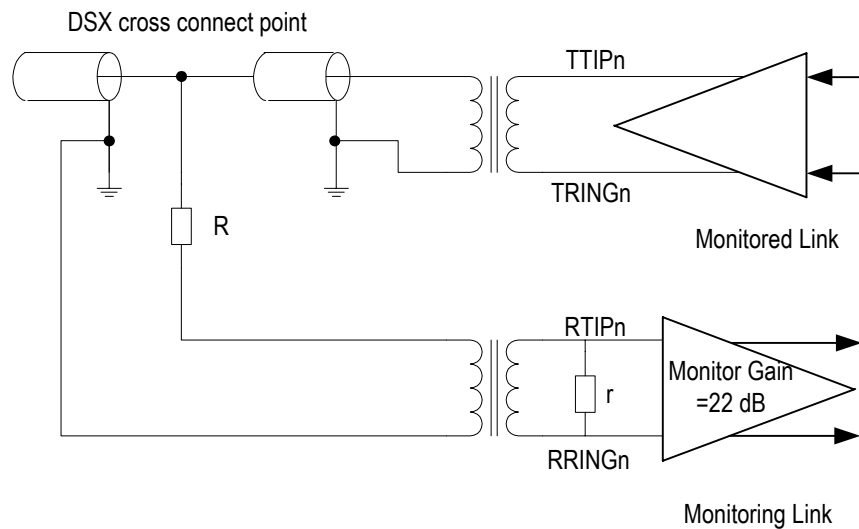 DSX cross connect point
TTIPn
TRINGn
Monitored Link
R
RTIPn
r
Monitor Gain
=22 dB
RRINGn
Monitoring Link